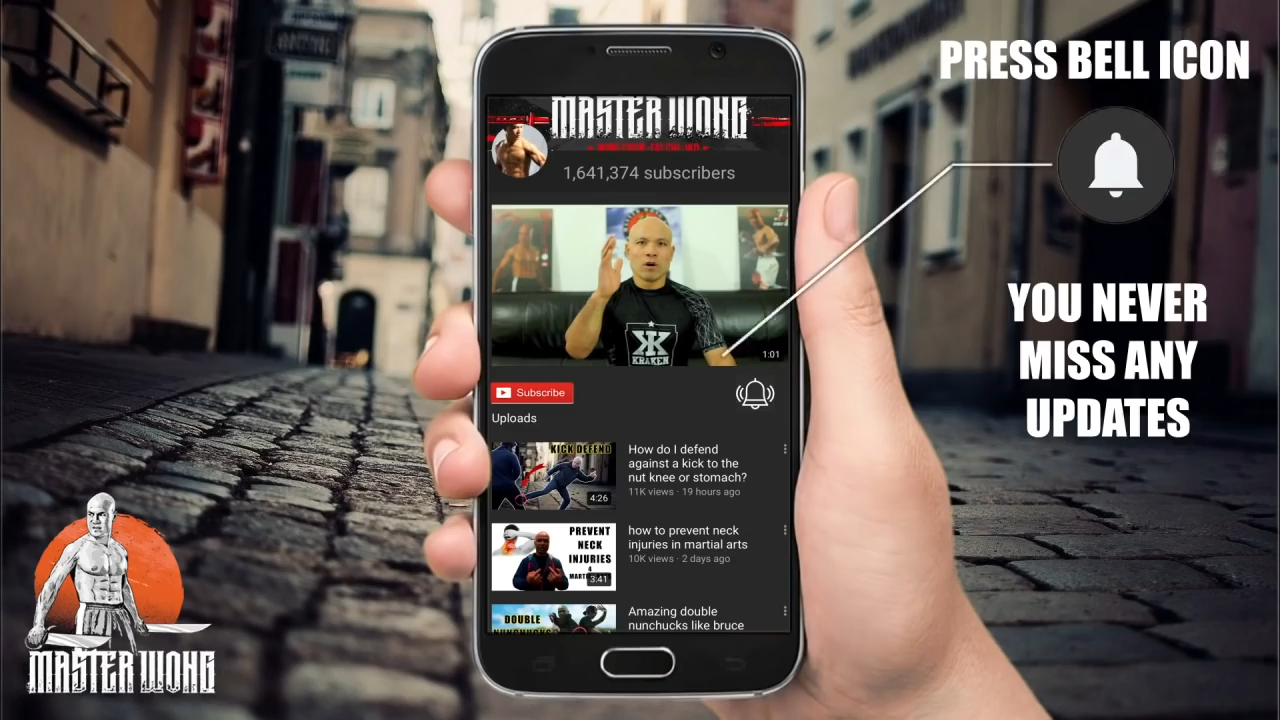 PRESS BELL ICON
MASTER WONG
1,641,374 subscribers
KRAKEN
1:01
Subscribe
Uploads
KICK DEFEND
4:26
How do I defend
against a kick to the
nut knee or stomach?
11K views · 19 hours ago
PREVENT
NECK
INJURIES
4
3:41
how to prevent neck
injuries in martial arts
10K views · 2 days ago
DOUBLE
NUNCHUCKS
Amazing double
nunchucks like bruce
YOU NEVER
MISS ANY
UPDATES
MASTER WONG